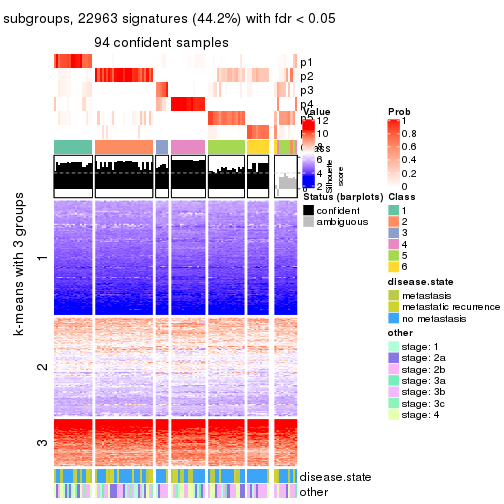 subgroups, 22963 signatures (44.2%) with fdr < 0.05
94 confident samples
p1
p2
p3
p4
k-means with 3 groups
1
2
3
Silhouette
score
disease.state
other
Value
12
10
8
6
4
2
0
Status (barplots)
confident
ambiguous
Prob
1
0.8
0.6
0.4
0.2
0
Class
1
2
3
4
5
6
disease.state
metastasis
metastatic recurrence
no metastasis
other
stage: 1
stage: 2a
stage: 2b
stage: 3a
stage: 3b
stage: 3c
stage: 4